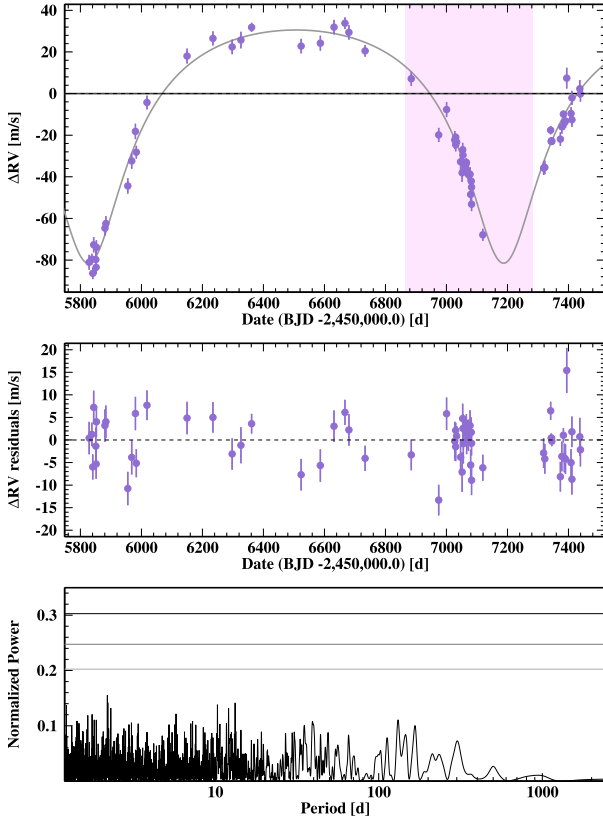 40
20
0
-20
-40
-60
-80
ΔRV [m/s]
5800 6000 6200 6400 6600 6800 7000 7200 7400
Date (BJD -2,450,000.0) [d]
20
15
10
5
0
-5
-10
-15
-20
ΔRV residuals [m/s]
5800 6000 6200 6400 6600 6800 7000 7200 7400
Date (BJD -2,450,000.0) [d]
0.3
0.2
0.1
Normalized Power
10 100 1000
Period [d]